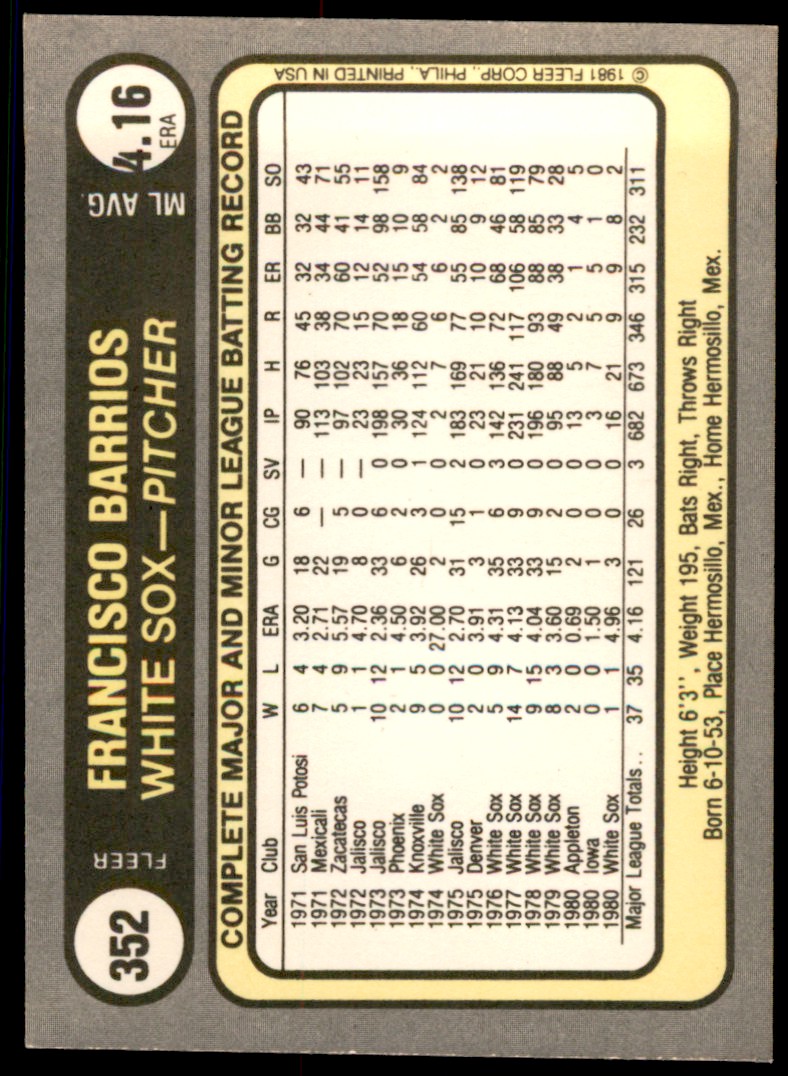 352
FLEER
FRANCISCO BARRIOS
WHITE SOX—PITCHER
ML AVG.
4.16
ERA
COMPLETE MAJOR AND MINOR LEAGUE BATTING RECORD
Year Club W L ERA G CG SV IP H R ER BB SO
1971 San Luis Potosi 6 4 3.20 18 6 — 90 76 45 32 32 43
1971 Mexicali 7 4 2.71 22 — — 113 103 38 34 44 71
1972 Zacatecas 5 9 5.57 19 5 — 97 102 70 60 41 55
1972 Jalisco 1 1 4.70 8 0 — 23 23 15 12 14 11
1973 Jalisco 10 12 2.36 33 6 0 198 157 70 52 98 158
1973 Phoenix 2 1 4.50 6 2 0 30 36 18 15 10 9
1974 Knoxville 9 5 3.92 26 3 1 124 112 60 54 58 84
1974 White Sox 0 0 27.00 2 0 0 2 7 6 6 2 2
1975 Jalisco 10 12 2.70 31 15 2 183 169 77 55 85 138
1975 Denver 2 0 3.91 3 1 0 23 21 10 10 9 12
1976 White Sox 5 9 4.31 35 6 3 142 136 72 68 46 81
1977 White Sox 14 7 4.13 33 9 0 231 241 117 106 58 119
1978 White Sox 9 15 4.04 33 9 0 196 180 93 88 85 79
1979 White Sox 8 3 3.60 15 2 0 95 88 49 38 33 28
1980 Appleton 2 0 0.69 2 0 0 13 5 2 1 4 5
1980 Iowa 0 0 1.50 1 0 0 3 7 5 5 1 0
1980 White Sox 1 1 4.96 3 0 0 16 21 9 9 8 2
Major League Totals.. 37 35 4.16 121 26 3 682 673 346 315 232 311
Height 6'3'', Weight 195, Bats Right, Throws Right
Born 6-10-53, Place Hermosillo, Mex., Home Hermosillo, Mex.
© 1981 FLEER CORP., PHILA., PRINTED IN USA